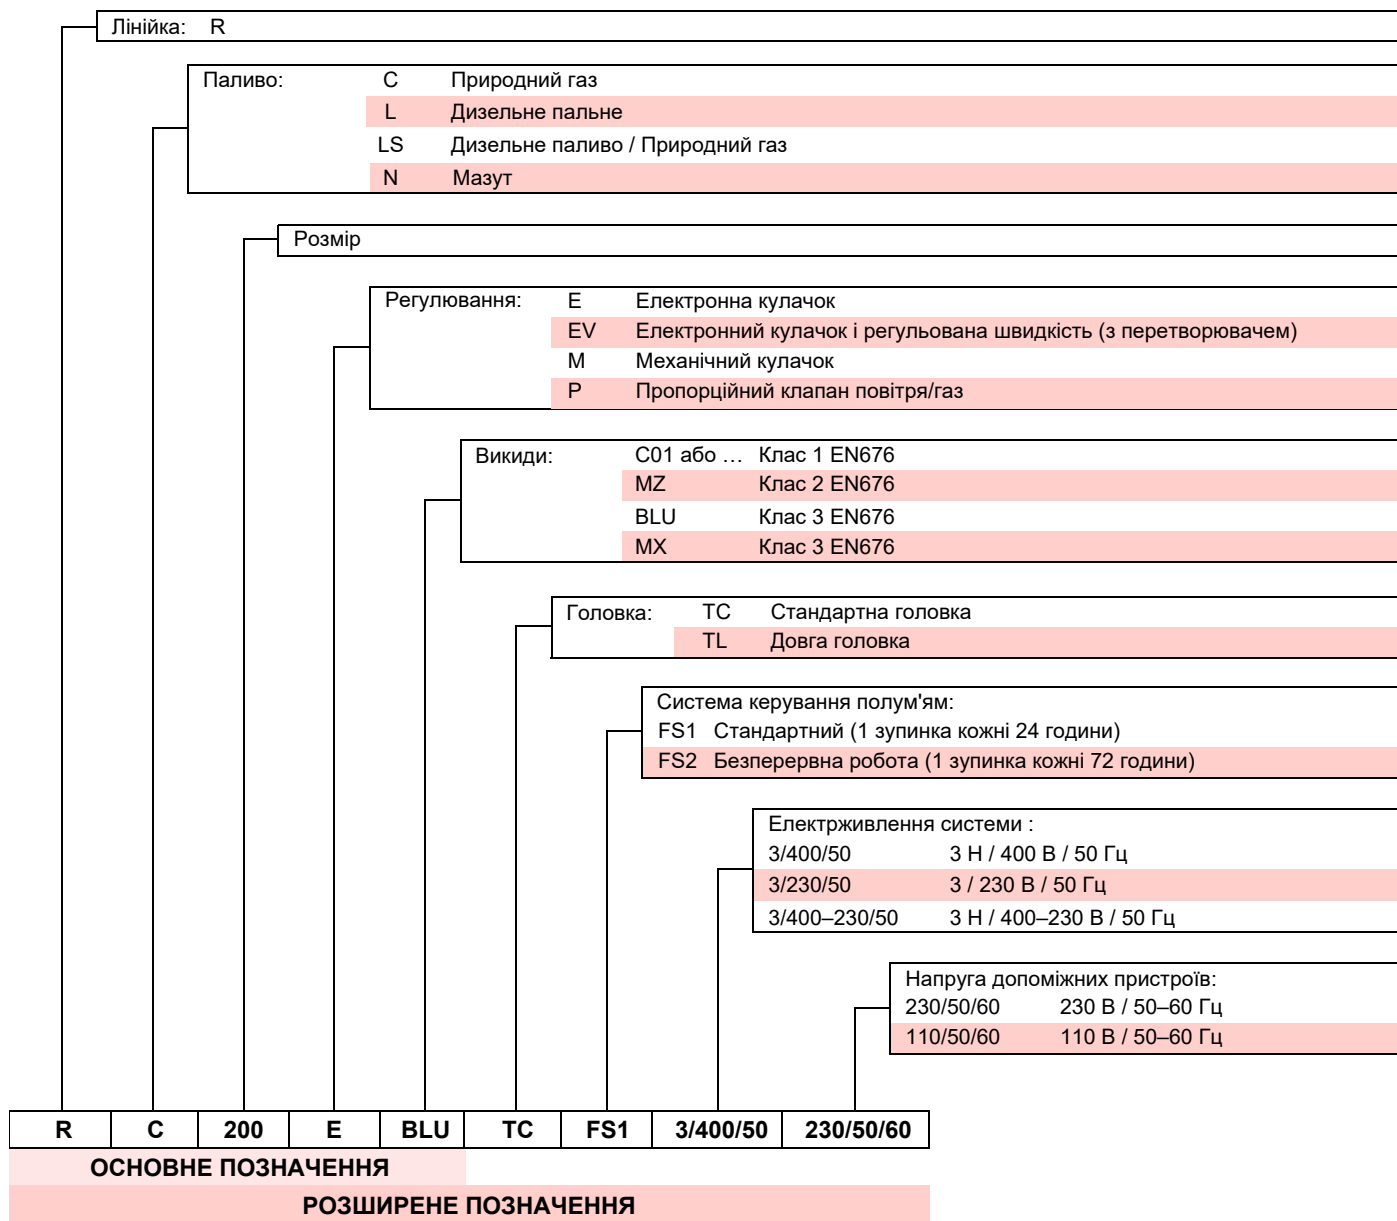 Лінійка: R
Паливо: C Природний газ
L Дизельне пальне
LS Дизельне паливо / Природний газ
N Мазут
Розмір
Регулювання: E Електронна кулачок
EV Електронний кулачок і регульована швидкість (з перетворювачем)
M Механічний кулачок
P Пропорційний клапан повітря/газ
Викиди: C01 або … Клас 1 EN676
MZ Клас 2 EN676
BLU Клас 3 EN676
MX Клас 3 EN676
Головка: TC Стандартна головка
TL Довга головка
Система керування полум'ям:
FS1 Стандартний (1 зупинка кожні 24 години)
FS2 Безперервна робота (1 зупинка кожні 72 години)
Електрживлення системи :
3/400/50 3 Н / 400 В / 50 Гц
3/230/50 3 / 230 В / 50 Гц
3/400–230/50 3 Н / 400–230 В / 50 Гц
Напруга допоміжних пристроїв:
230/50/60 230 В / 50–60 Гц
110/50/60 110 В / 50–60 Гц
R C 200 E BLU TC FS1 3/400/50 230/50/60
ОСНОВНЕ ПОЗНАЧЕННЯ
РОЗШИРЕНЕ ПОЗНАЧЕННЯ